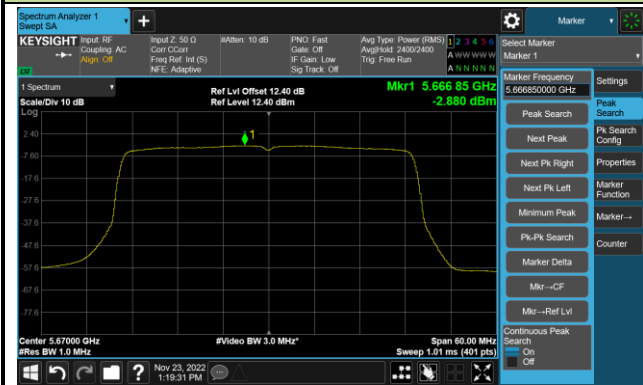 Spectrum Analyzer 1
Swept SA
Marker
KEYSIGHT
Input: RF
Coupling: AC
Align: Off
Input Z: 50 Ω
Corr CCorr
Freq Ref: Int (S)
NFE: Adaptive
#Atten: 10 dB
PNO: Fast
Gate: Off
IF Gain: Low
Sig Track: Off
Avg Type: Power (RMS)
Avg|Hold: 2400/2400
Trig: Free Run
1 2 3 4 5 6
A W W W W W
A N N N N N
Select Marker
Marker 1
1 Spectrum
Scale/Div 10 dB
Log
Ref Lvl Offset 12.40 dB
Ref Level 12.40 dBm
Mkr1 5.666 85 GHz
-2.880 dBm
1
2.40
-7.60
-17.6
-27.6
-37.6
-47.6
-57.6
-67.6
-77.6
Center 5.67000 GHz
#Res BW 1.0 MHz
#Video BW 3.0 MHz*
Span 60.00 MHz
Sweep 1.01 ms (401 pts)
Marker Frequency
5.666850000 GHz
Peak Search
Next Peak
Next Pk Right
Next Pk Left
Minimum Peak
Pk-Pk Search
Marker Delta
Mkr→CF
Mkr→Ref Lvl
Continuous Peak
Search
On
Off
Settings
Peak
Search
Pk Search
Config
Properties
Marker
Function
Marker→
Counter
?
Nov 23, 2022
1:19:31 PM